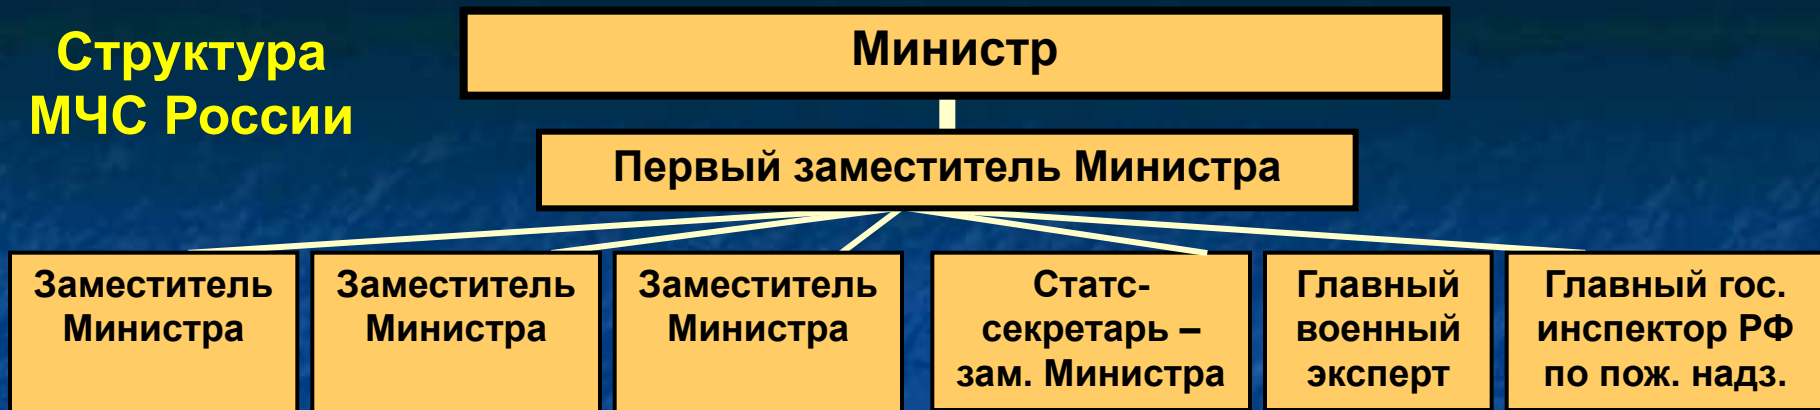 Структура
МЧС России
Министр
Первый заместитель Министра
Заместитель
Министра
Заместитель
Министра
Заместитель
Министра
Статс-
секретарь –
зам. Министра
Главный
военный
эксперт
Главный гос.
инспектор РФ
по пож. надз.